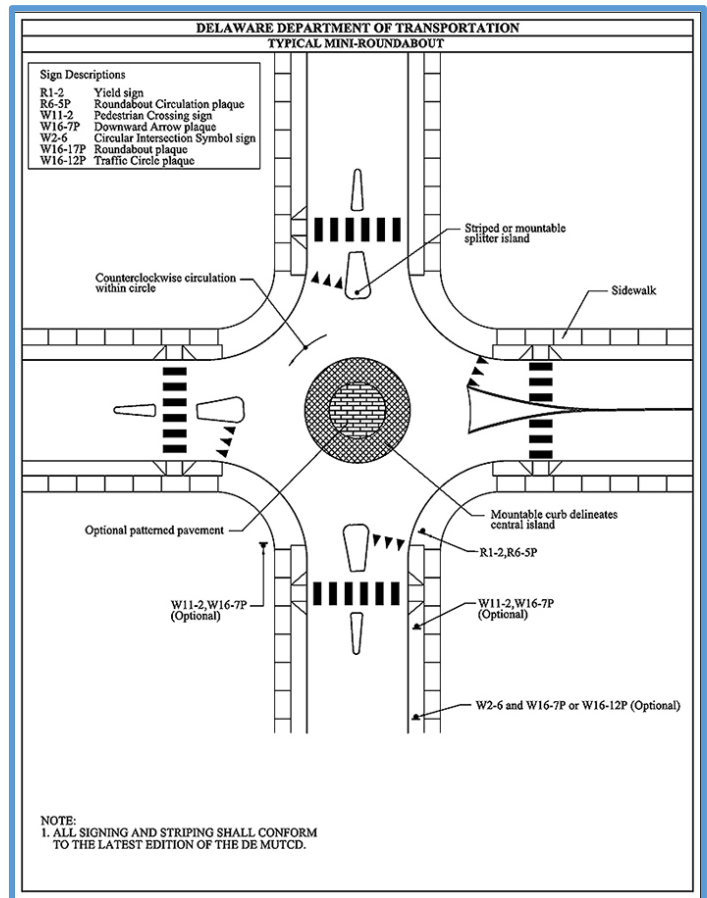 DELAWARE DEPARTMENT OF TRANSPORTATION
TYPICAL MINI-ROUNDABOUT
Sign Descriptions
R1-2 Yield sign
R6-5P Roundabout Circulation plaque
W11-2 Pedestrian Crossing sign
W16-7P Downward Arrow plaque
W2-6 Circular Intersection Symbol sign
W16-17P Roundabout plaque
W16-12P Traffic Circle plaque
Striped or mountable
splitter island
Counterclockwise circulation
within circle
Sidewalk
Optional patterned pavement
Mountable curb delineates
central island
R1-2,R6-5P
W11-2,W16-7P
(Optional)
W11-2,W16-7P
(Optional)
W2-6 and W16-7P or W16-12P (Optional)
NOTE:
1. ALL SIGNING AND STRIPING SHALL CONFORM
TO THE LATEST EDITION OF THE DE MUTCD.